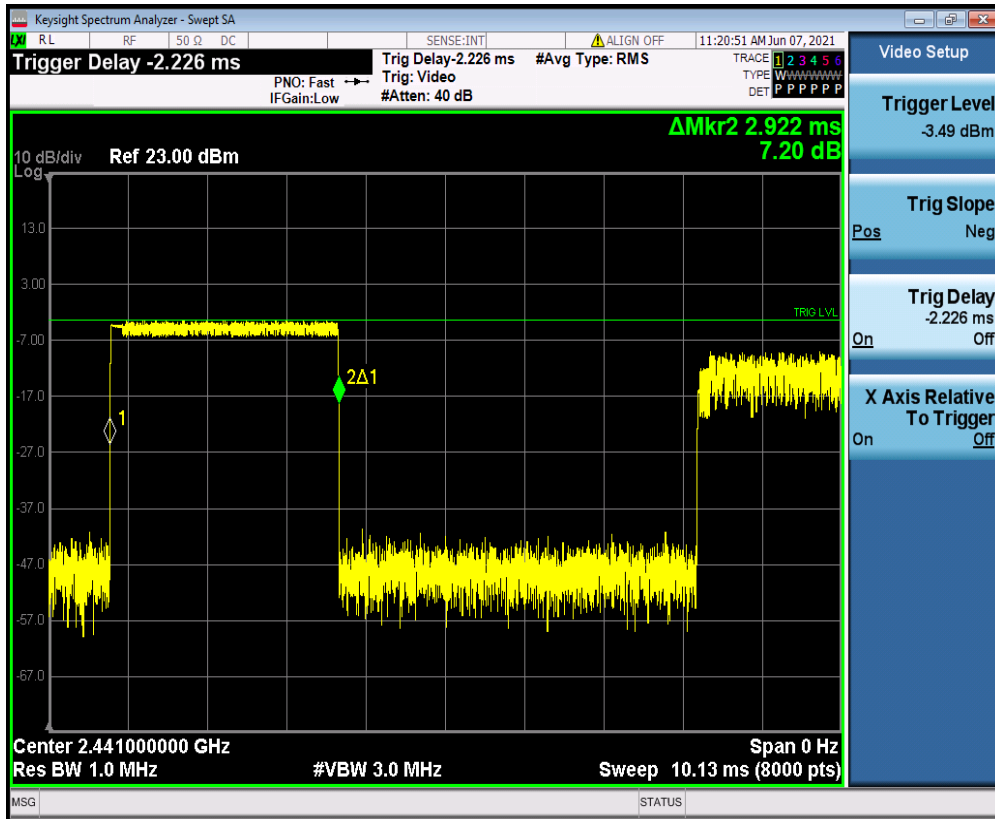 Keysight Spectrum Analyzer - Swept SA
LXI RL RF 50 Ω DC SENSE:INT ALIGN OFF 11:20:51 AM Jun 07, 2021
Trigger Delay -2.226 ms
PNO: Fast
IFGain:Low
Trig Delay-2.226 ms
Trig: Video
#Atten: 40 dB
#Avg Type: RMS
TRACE 1 2 3 4 5 6
TYPE WWWWWW
DET P P P P P P
ΔMkr2 2.922 ms
7.20 dB
10 dB/div Ref 23.00 dBm
Log
13.0
3.00
TRIG LVL
-7.00
2Δ1
-17.0
1
-27.0
-37.0
-47.0
-57.0
-67.0
Center 2.441000000 GHz Span 0 Hz
Res BW 1.0 MHz #VBW 3.0 MHz Sweep 10.13 ms (8000 pts)
MSG STATUS
Video Setup
Trigger Level
-3.49 dBm
Trig Slope
Pos Neg
Trig Delay
-2.226 ms
On Off
X Axis Relative
To Trigger
On Off